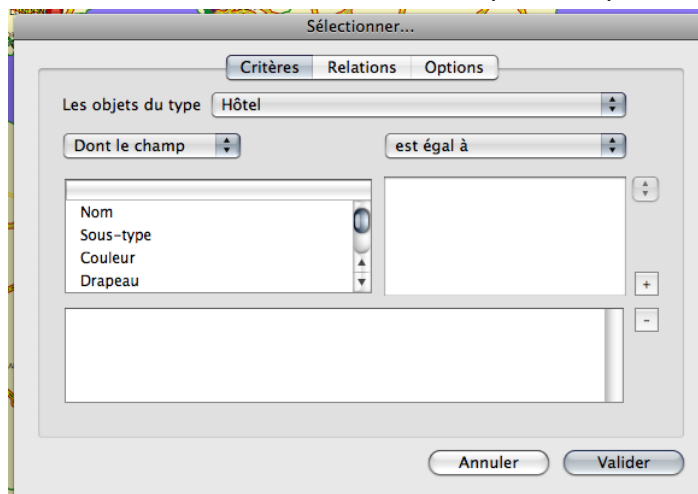 Sélectionner...
Critères Relations Options
Les objets du type Hôtel
Dont le champ est égal à
Nom
Sous-type
Couleur
Drapeau
+
-
Annuler Valider